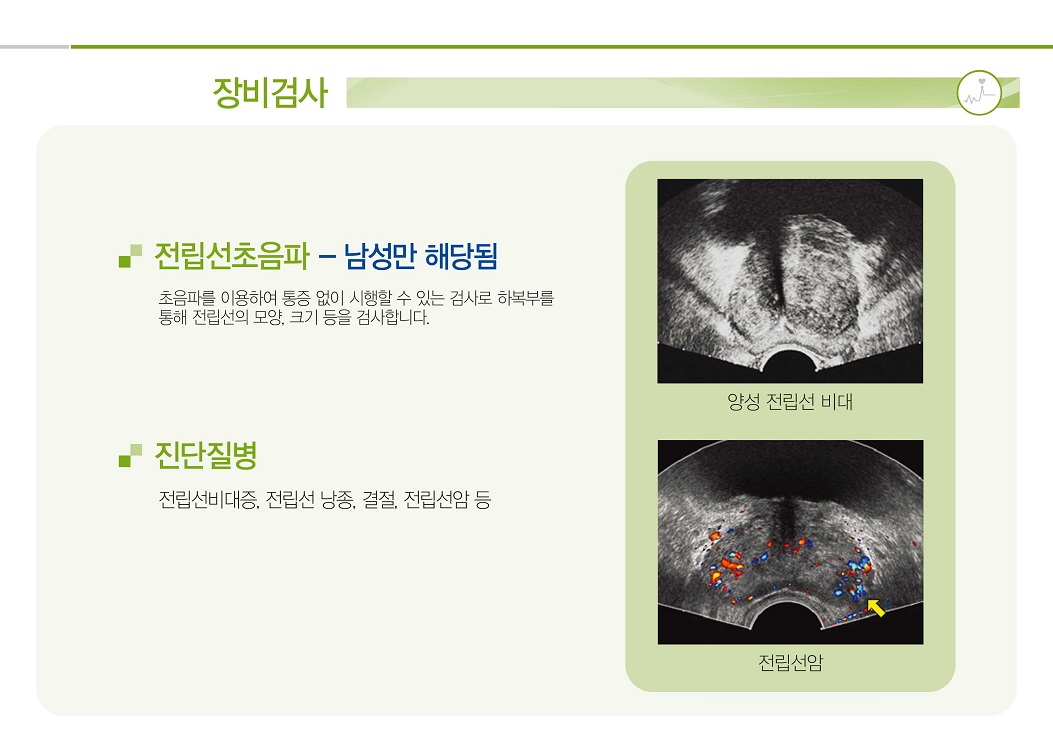 장비검사
전립선초음파 – 남성만 해당됨
초음파를 이용하여 통증 없이 시행할 수 있는 검사로 하복부를
통해 전립선의 모양, 크기 등을 검사합니다.
양성 전립선 비대
진단질병
전립선비대증, 전립선 낭종, 결절, 전립선암 등
전립선암